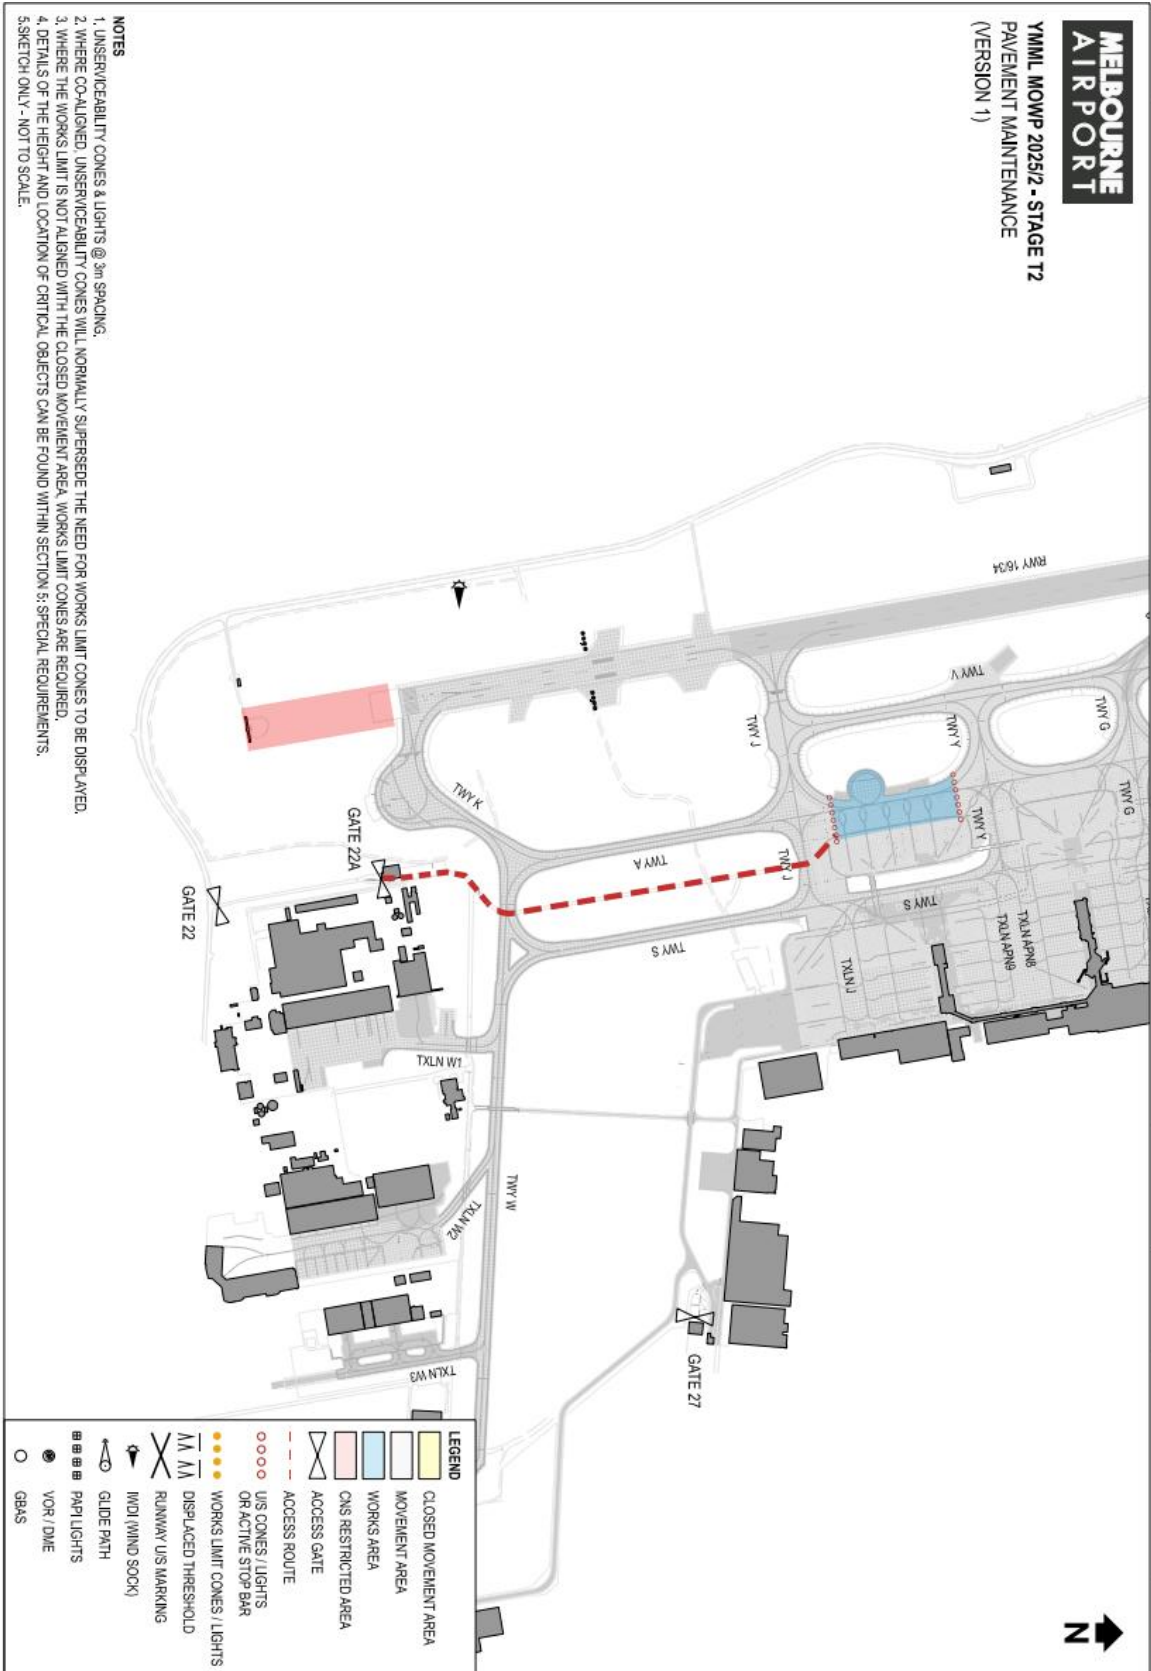 MELBOURNE
AIRPORT
YMML MOWP 2025/2 - STAGE T2
PAVEMENT MAINTENANCE
(VERSION 1)
RWY 16/34
TWY V
TWY G
TWY G
TWY Y
TWY Y
TWY J
TWY J
TWY K
TWY A
TWY S
TWY S
TXLN APN8
TXLN APN9
TXLN J
GATE 22A
GATE 22
TXLN W1
TWY W
TXLN W2
TXLN W3
GATE 27
N
NOTES
1. UNSERVICEABILITY CONES & LIGHTS @ 3m SPACING.
2. WHERE CO-ALIGNED, UNSERVICEABILITY CONES WILL NORMALLY SUPERSEDE THE NEED FOR WORKS LIMIT CONES TO BE DISPLAYED.
3. WHERE THE WORKS LIMIT IS NOT ALIGNED WITH THE CLOSED MOVEMENT AREA, WORKS LIMIT CONES ARE REQUIRED.
4. DETAILS OF THE HEIGHT AND LOCATION OF CRITICAL OBJECTS CAN BE FOUND WITHIN SECTION 5: SPECIAL REQUIREMENTS.
5.SKETCH ONLY - NOT TO SCALE.
LEGEND
CLOSED MOVEMENT AREA
MOVEMENT AREA
WORKS AREA
CNS RESTRICTED AREA
ACCESS GATE
ACCESS ROUTE
U/S CONES / LIGHTS
OR ACTIVE STOP BAR
WORKS LIMIT CONES / LIGHTS
DISPLACED THRESHOLD
RUNWAY U/S MARKING
IWDI (WIND SOCK)
GLIDE PATH
PAPI LIGHTS
VOR / DME
GBAS